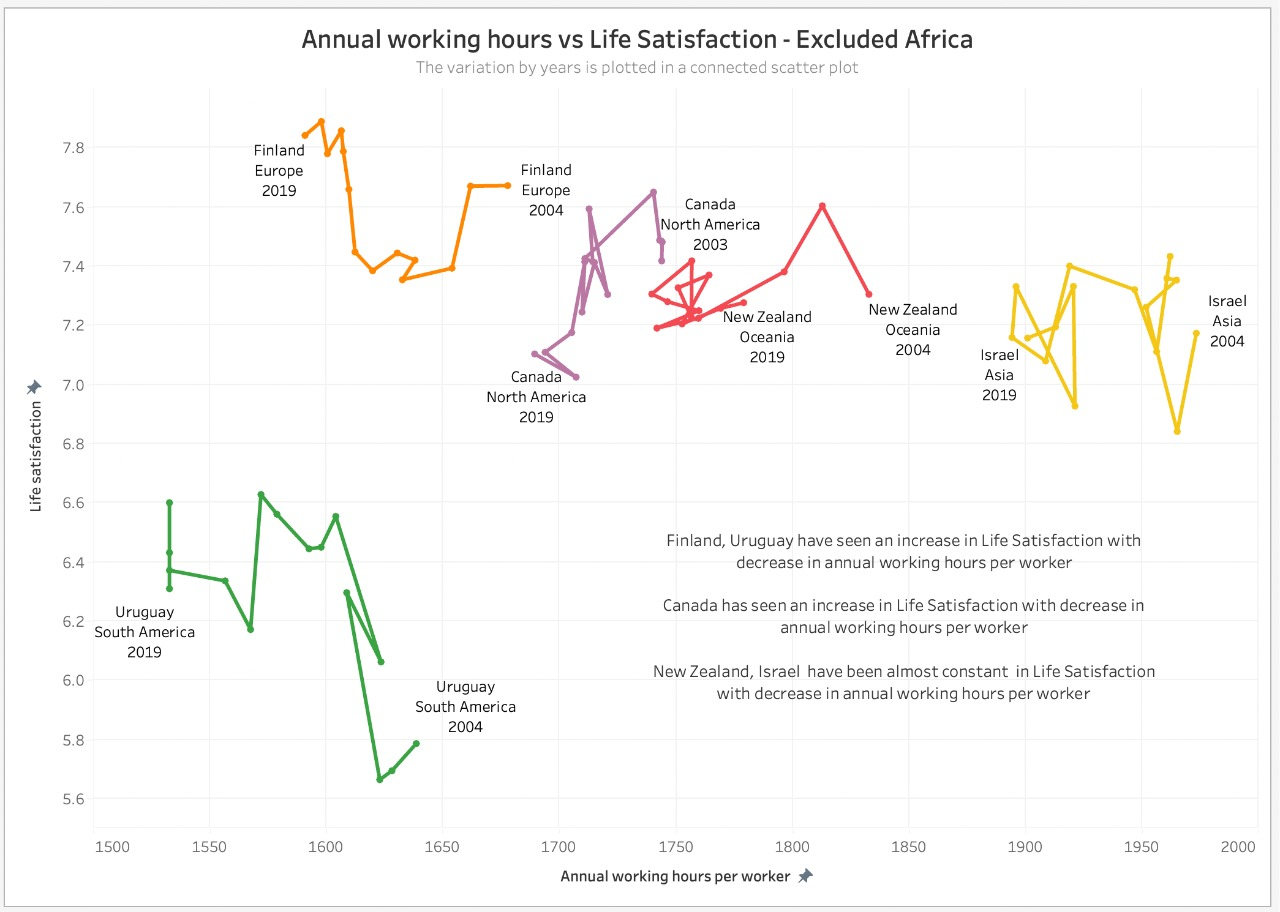 Annual working hours vs Life Satisfaction - Excluded Africa
The variation by years is plotted in a connected scatter plot
7.8
7.6
7.4
7.2
7.0
6.8
6.6
6.4
6.2
6.0
5.8
5.6
Life satisfaction
Finland
Europe
2019
Finland
Europe
2004
Canada
North America
2003
Canada
North America
2019
New Zealand
Oceania
2019
New Zealand
Oceania
2004
Israel
Asia
2019
Israel
Asia
2004
Uruguay
South America
2019
Uruguay
South America
2004
Finland, Uruguay have seen an increase in Life Satisfaction with
decrease in annual working hours per worker
Canada has seen an increase in Life Satisfaction with decrease in
annual working hours per worker
New Zealand, Israel  have been almost constant  in Life Satisfaction
with decrease in annual working hours per worker
1500 1550 1600 1650 1700 1750 1800 1850 1900 1950 2000
Annual working hours per worker